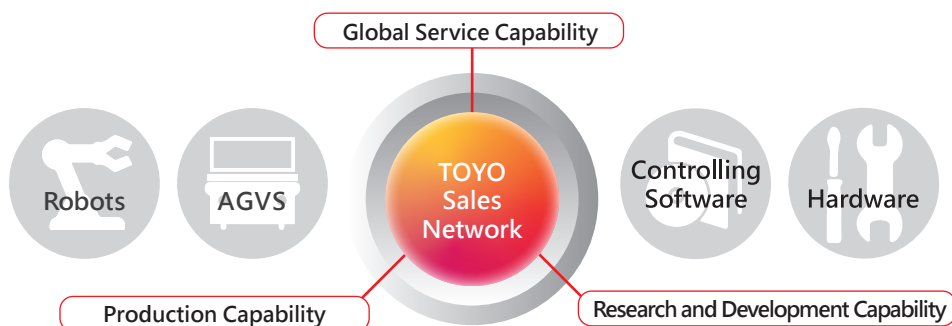 Global Service Capability
Robots
AGVS
TOYO
Sales
Network
Controlling
Software
Hardware
Production Capability
Research and Development Capability